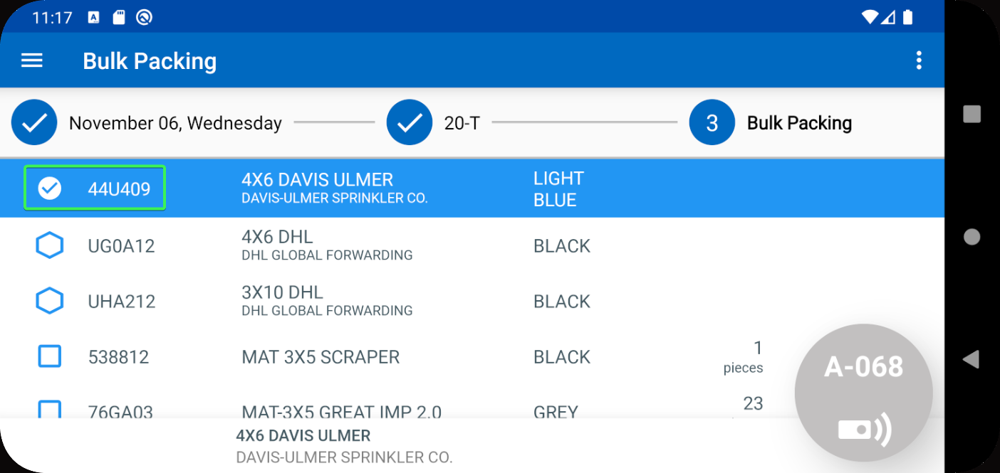 11:17
Bulk Packing
November 06, Wednesday
20-T
3
Bulk Packing
44U409
4X6 DAVIS ULMER
DAVIS-ULMER SPRINKLER CO.
LIGHT
BLUE
UG0A12
4X6 DHL
DHL GLOBAL FORWARDING
BLACK
UHA212
3X10 DHL
DHL GLOBAL FORWARDING
BLACK
538812
MAT 3X5 SCRAPER
BLACK
1
pieces
76GA03
MAT-3X5 GREAT IMP 2.0
GREY
23
A-068
4X6 DAVIS ULMER
DAVIS-ULMER SPRINKLER CO.